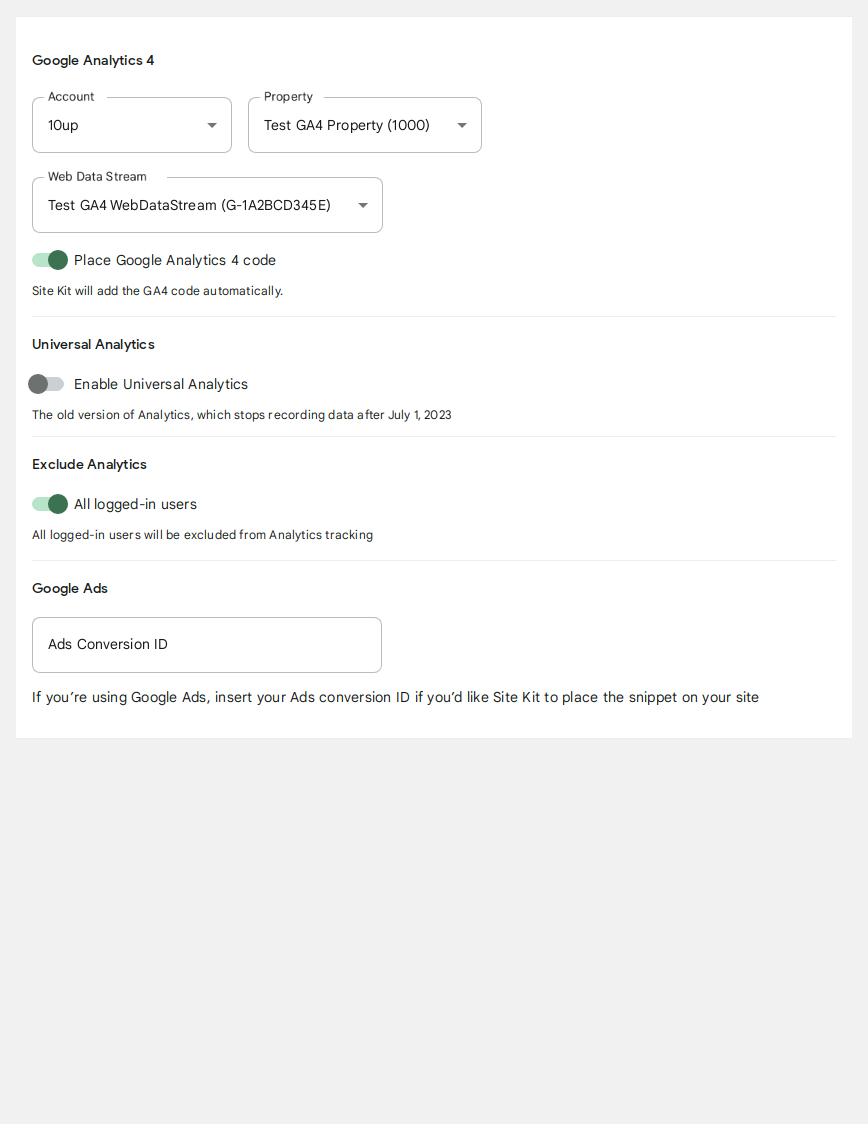 Google Analytics 4
Account
Property
10up
Test GA4 Property (1000)
Web Data Stream
Test GA4 WebDataStream (G-1A2BCD345E)
Place Google Analytics 4 code
Site Kit will add the GA4 code automatically.
Universal Analytics
Enable Universal Analytics
The old version of Analytics, which stops recording data after July 1, 2023
Exclude Analytics
All logged-in users
All logged-in users will be excluded from Analytics tracking
Google Ads
Ads Conversion ID
If you’re using Google Ads, insert your Ads conversion ID if you’d like Site Kit to place the snippet on your site